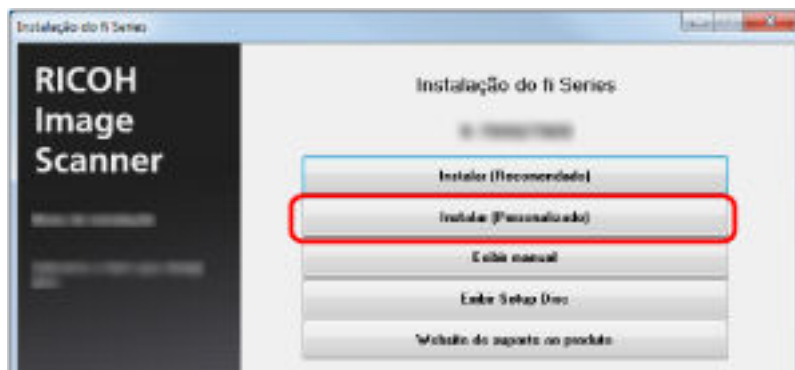 Instalação do fi Series
RICOH
Image
Scanner
Instalação do fi Series
Instalar (Recomendado)
Instalar (Personalizado)
Exibir manual
Exibir Setup Disc
Website de suporte ao produto